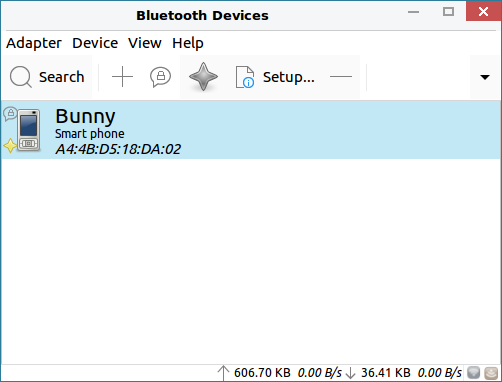 Bluetooth Devices
Adapter Device View Help
Search Setup...
Bunny
Smart phone
A4:4B:D5:18:DA:02
606.70 KB 0.00 B/s 36.41 KB 0.00 B/s